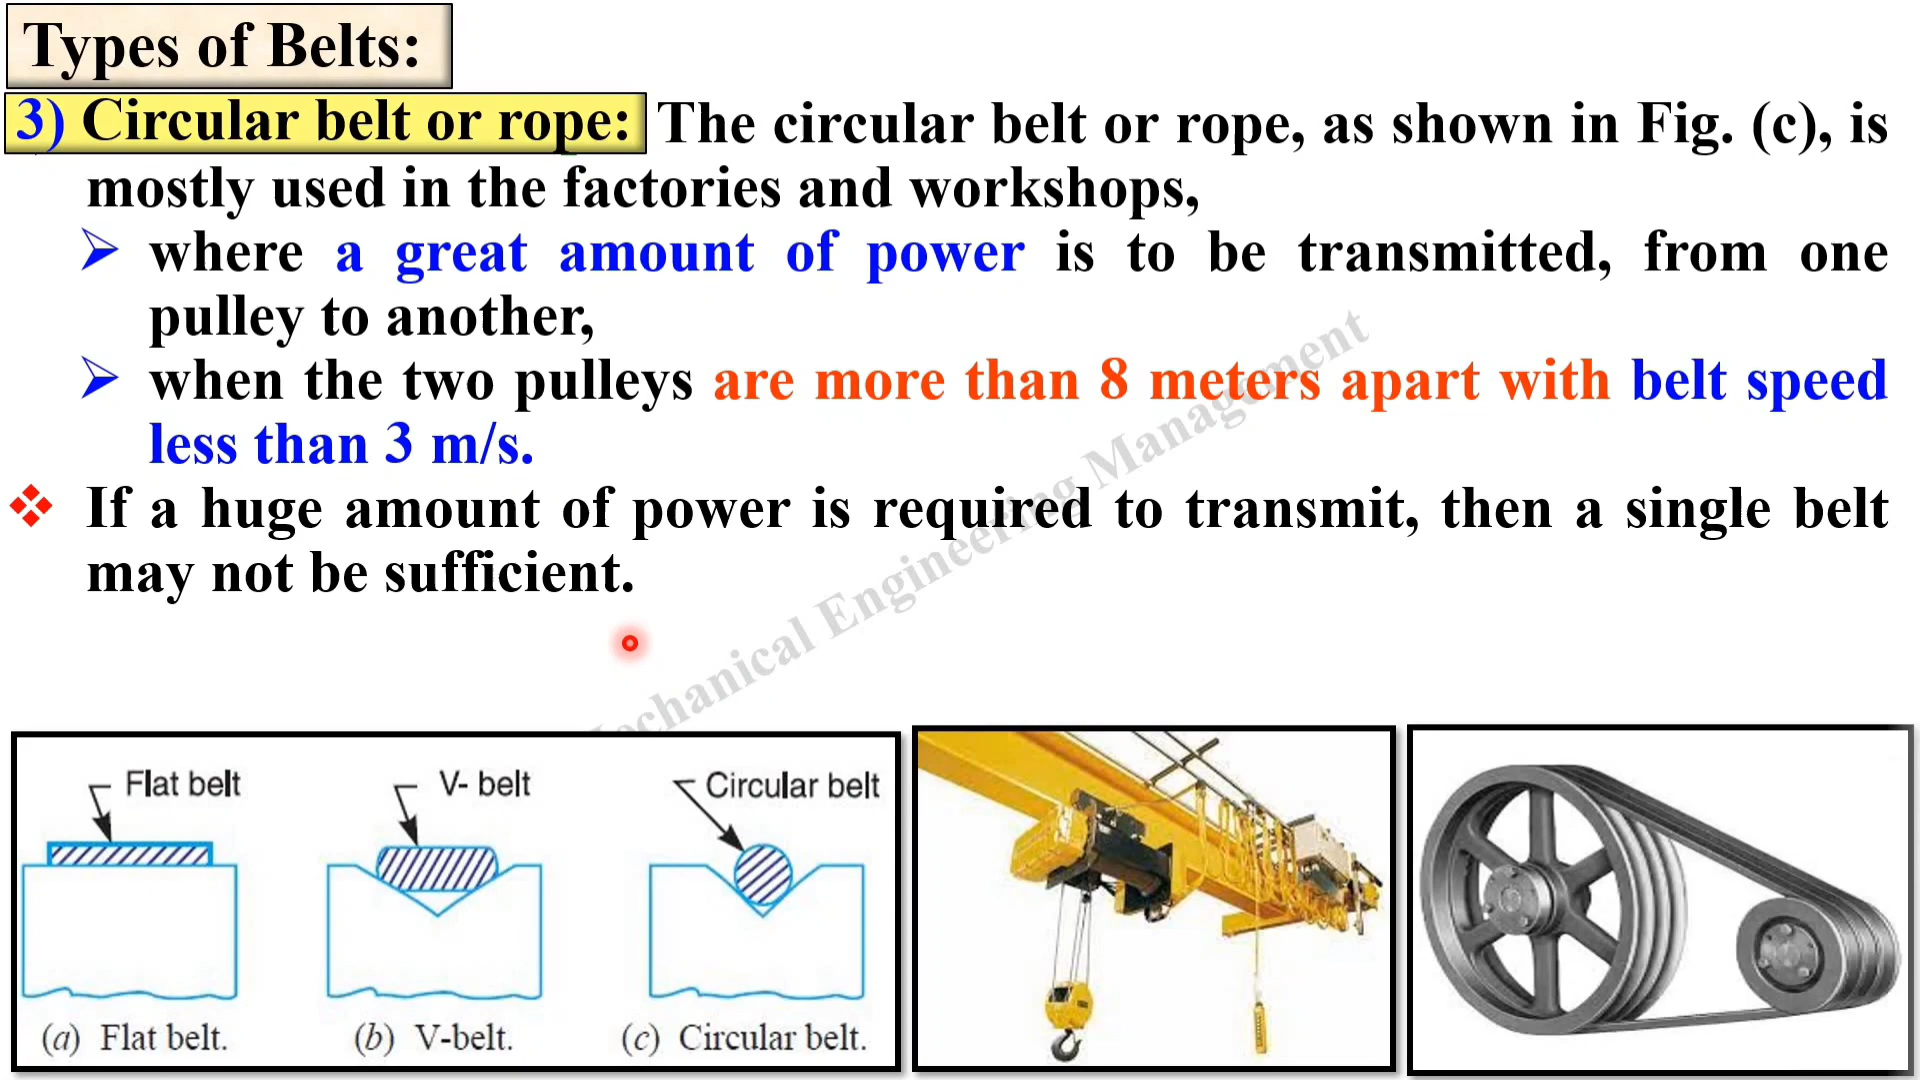 Types of Belts:
3) Circular belt or rope: The circular belt or rope, as shown in Fig. (c), is
mostly used in the factories and workshops,
➢ where a great amount of power is to be transmitted, from one
pulley to another,
➢ when the two pulleys are more than 8 meters apart with belt speed
less than 3 m/s.
❖ If a huge amount of power is required to transmit, then a single belt
may not be sufficient.
Mechanical Engineering Management
Flat belt
V- belt
Circular belt
(a) Flat belt.
(b) V-belt.
(c) Circular belt.